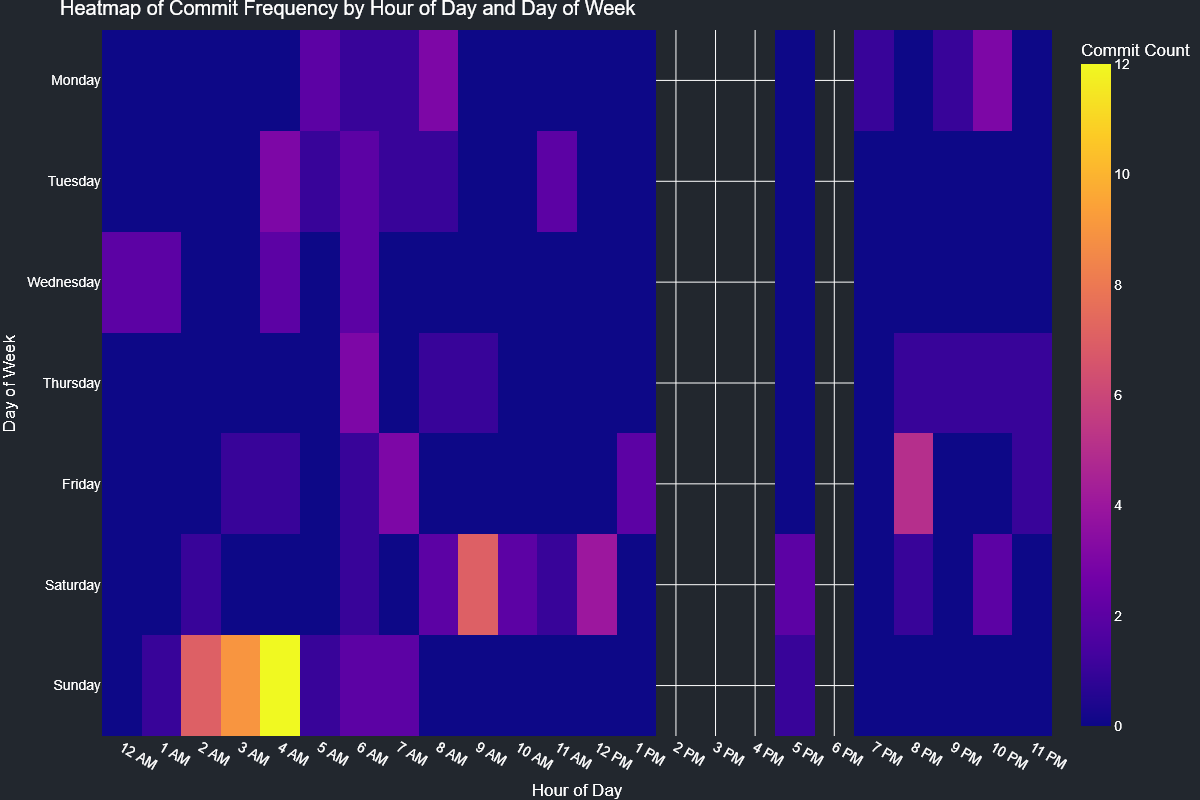 Heatmap of Commit Frequency by Hour of Day and Day of Week
Commit Count
12
10
8
6
4
2
0
Day of Week
Monday
Tuesday
Wednesday
Thursday
Friday
Saturday
Sunday
12 AM
1 AM
2 AM
3 AM
4 AM
5 AM
6 AM
7 AM
8 AM
9 AM
10 AM
11 AM
12 PM
1 PM
2 PM
3 PM
4 PM
5 PM
6 PM
7 PM
8 PM
9 PM
10 PM
11 PM
Hour of Day